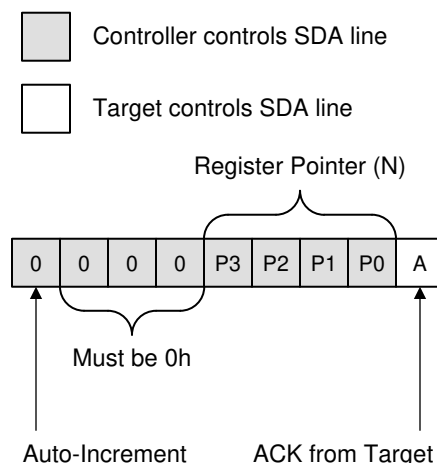 Controller controls SDA line
Target controls SDA line
Register Pointer (N)
0 0 0 0 P3 P2 P1 P0 A
Must be 0h
Auto-Increment ACK from Target